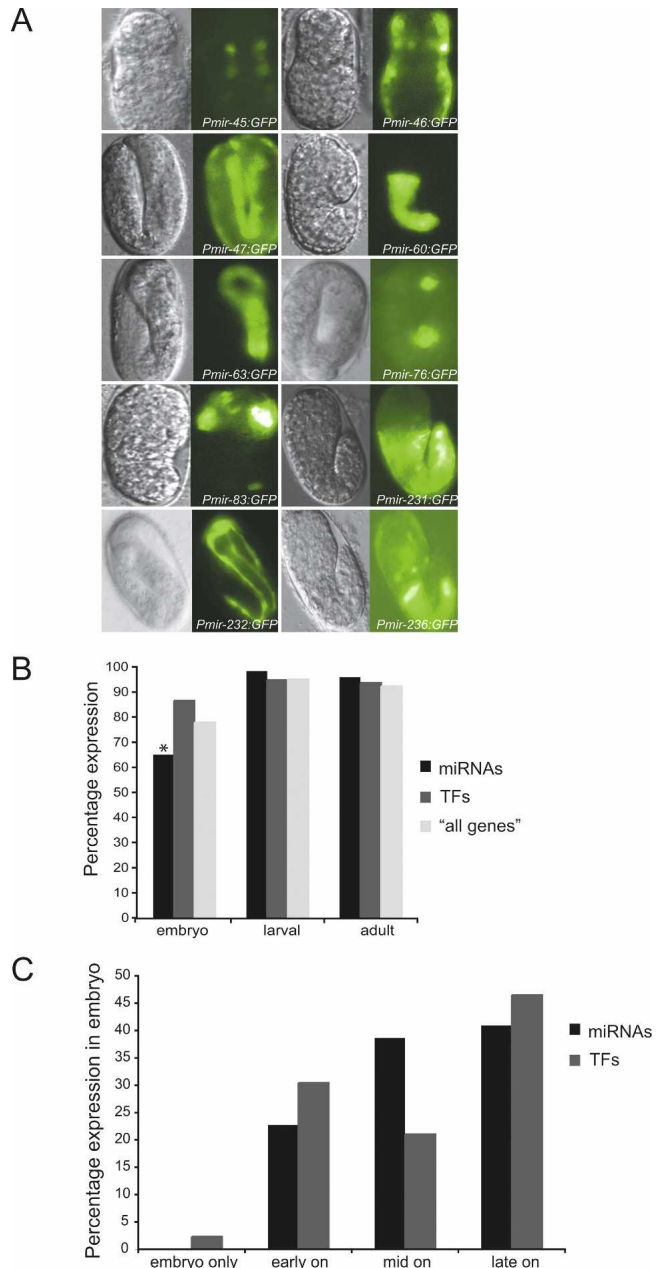 A
Pmir-45:GFP
Pmir-46:GFP
Pmir-47:GFP
Pmir-60:GFP
Pmir-63:GFP
Pmir-76:GFP
Pmir-83:GFP
Pmir-231:GFP
Pmir-232:GFP
Pmir-236:GFP
B
Percentage expression
100
90
80
70
60
50
40
30
20
10
0
*
embryo
larval
adult
miRNAs
TFs
“all genes”
C
Percentage expression in embryo
50
45
40
35
30
25
20
15
10
5
0
embryo only
early on
mid on
late on
miRNAs
TFs